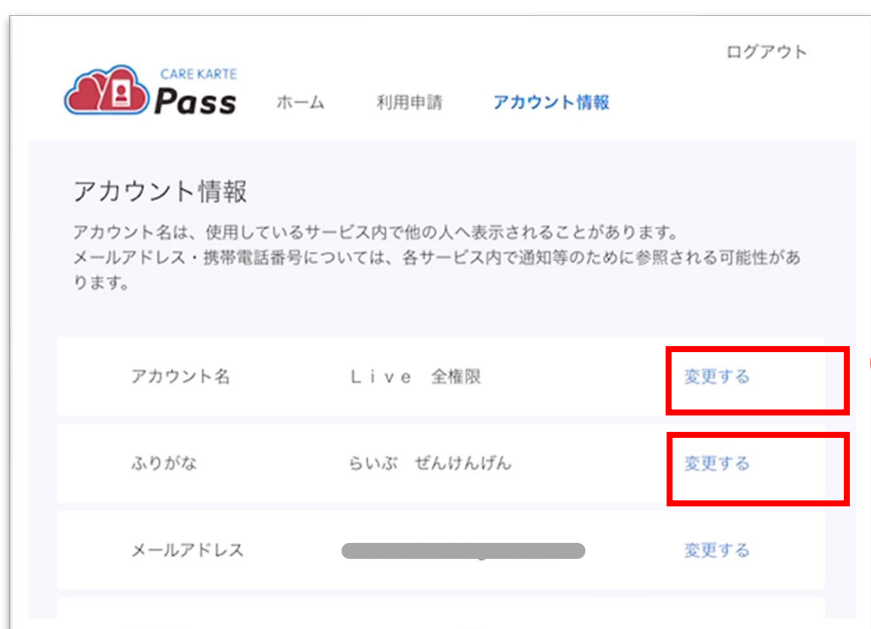 ログアウト
CARE KARTE
Pass
ホーム 利用申請 アカウント情報
アカウント情報
アカウント名は、使用しているサービス内で他の人へ表示されることがあります。
メールアドレス・携帯電話番号については、各サービス内で通知等のために参照される可能性があ
ります。
アカウント名 Ｌｉｖｅ　全権限 変更する
ふりがな らいぶ　ぜんけんげん 変更する
メールアドレス 変更する